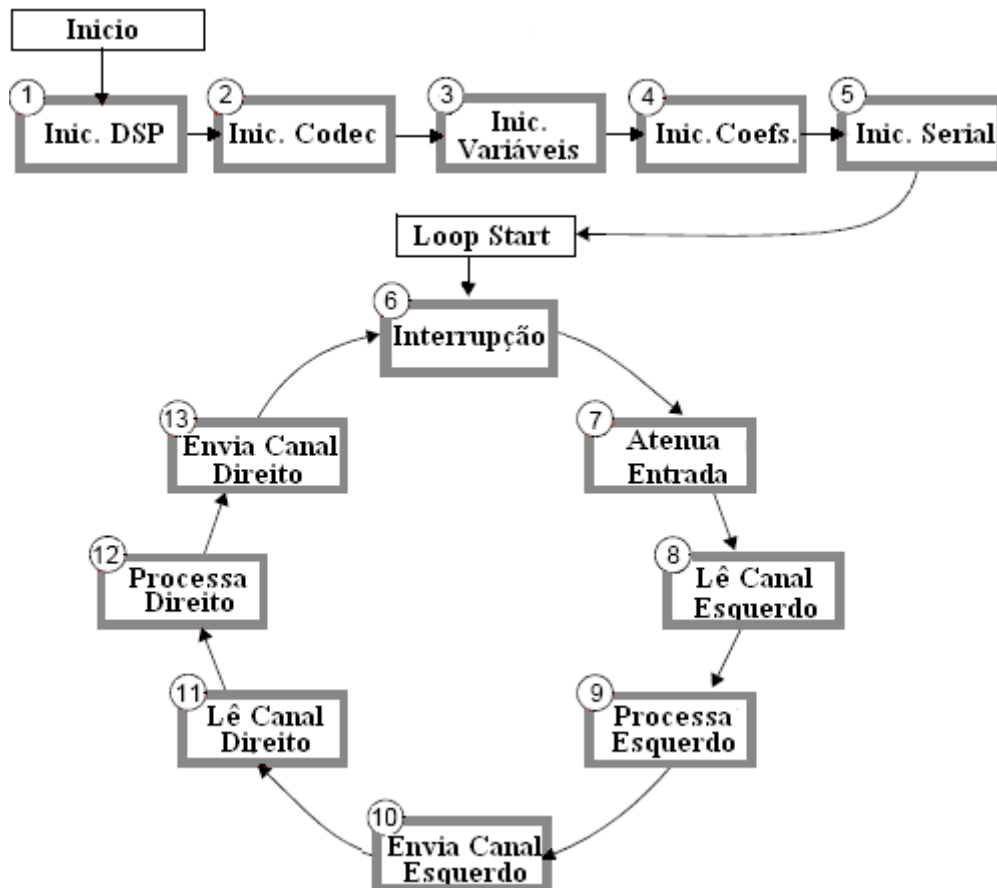 Inicio
1
Inic. DSP
2
Inic. Codec
3
Inic.
Variáveis
4
Inic.Coefs.
5
Inic. Serial
Loop Start
6
Interrupção
7
Atenua
Entrada
8
Lê Canal
Esquerdo
9
Processa
Esquerdo
10
Envia Canal
Esquerdo
11
Lê Canal
Direito
12
Processa
Direito
13
Envia Canal
Direito